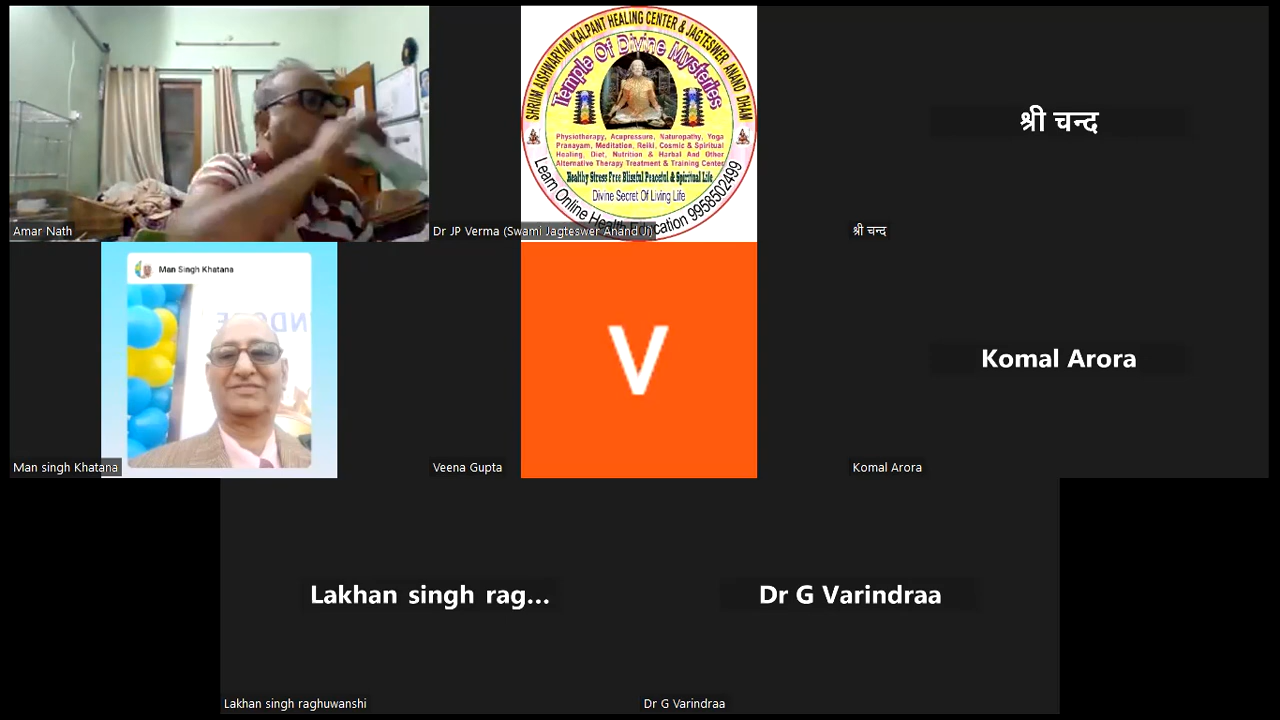 Amar Nath
SHRIIM AISHWARYAM KALPANT HEALING CENTER & JAGTESWER ANAND DHAM
Temple Of Divine Mysteries
Physiotherapy, Acupressure, Naturopathy, Yoga
Pranayam, Meditation, Reiki, Cosmic & Spiritual
Healing, Diet, Nutrition & Harbal And Other
Alternative Therapy Treatment & Training Center
Healthy Stress Free Blissful Peaceful & Spiritual Life
Divine Secret Of Living Life
Learn Online Health Education 9958502499
Dr JP Verma (Swami Jagteswer Anand Ji)
श्री चन्द
श्री चन्द
Man Singh Khatana
Man singh Khatana
V
Veena Gupta
Komal Arora
Komal Arora
Lakhan singh rag...
Lakhan singh raghuwanshi
Dr G Varindraa
Dr G Varindraa